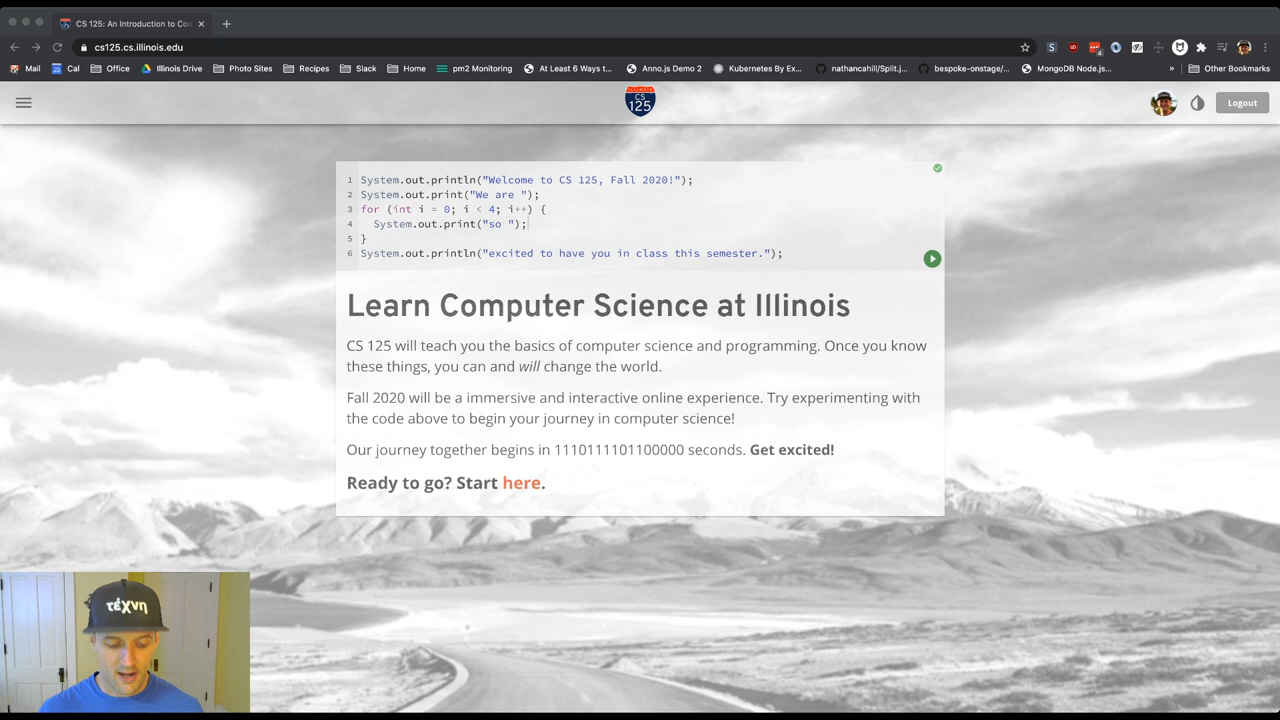 CS 125: An Introduction to Con
cs125.cs.illinois.edu
Mail Cal Office Illinois Drive Photo Sites Recipes Slack Home pm2 Monitoring At Least 6 Ways t... Anno.js Demo 2 Kubernetes By Ex... nathancahill/Split.j... bespoke-onstage/... MongoDB Node.js... » Other Bookmarks
ILLINOIS
CS
125
Logout
1 System.out.println("Welcome to CS 125, Fall 2020!");
2 System.out.print("We are ");
3 for (int i = 0; i < 4; i++) {
4 System.out.print("so ");
5 }
6 System.out.println("excited to have you in class this semester.");
Learn Computer Science at Illinois
CS 125 will teach you the basics of computer science and programming. Once you know
these things, you can and will change the world.
Fall 2020 will be a immersive and interactive online experience. Try experimenting with
the code above to begin your journey in computer science!
Our journey together begins in 1110111101100000 seconds. Get excited!
Ready to go? Start here.
τέχνη